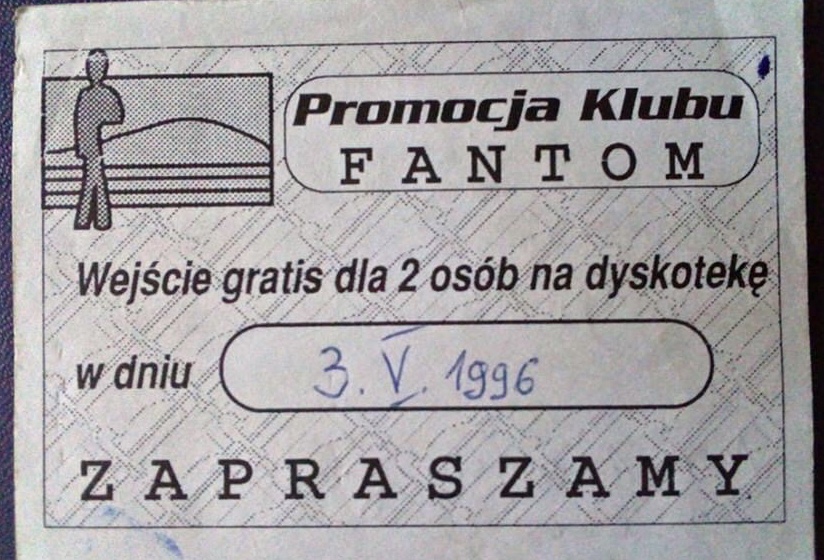 Promocja Klubu
FANTOM
Wejście gratis dla 2 osób na dyskotekę
w dniu 3. V. 1996
ZAPRASZAMY